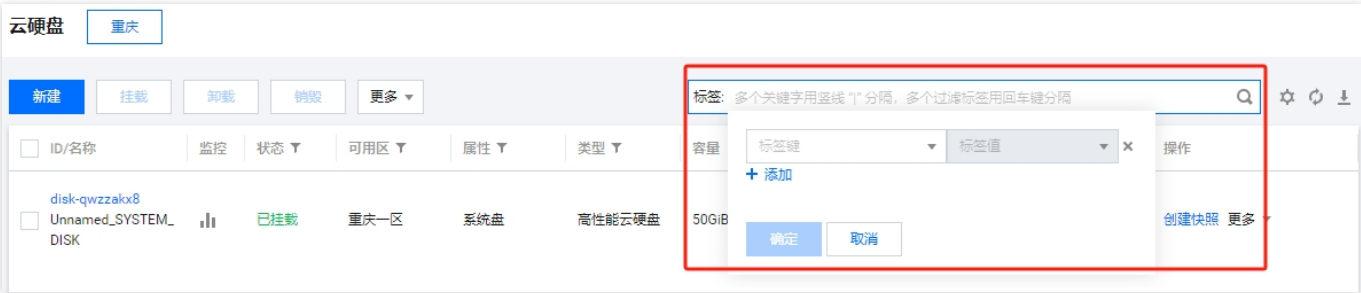 云硬盘 重庆
新建 挂载 卸载 销毁 更多 标签: 多个关键字用竖线 "|" 分隔，多个过滤标签用回车键分隔
ID/名称 监控 状态 可用区 属性 类型 容量 标签键 标签值 操作
+ 添加
disk-qwzzakx8
Unnamed_SYSTEM_ 已挂载 重庆一区 系统盘 高性能云硬盘 50GiB 创建快照 更多
DISK 确定 取消